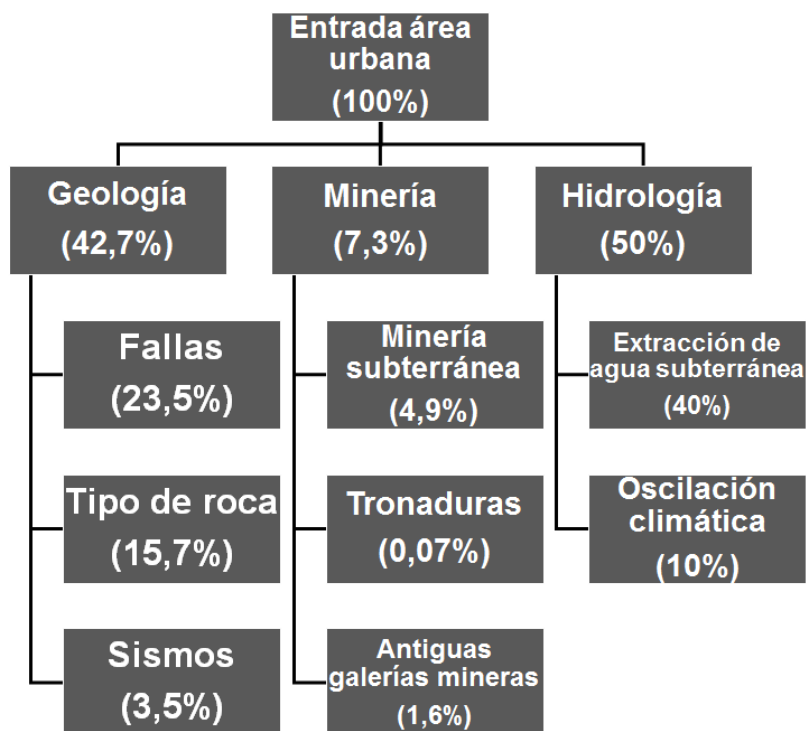 Entrada área
urbana
(100%)
Geología
(42,7%)
Minería
(7,3%)
Hidrología
(50%)
Fallas
(23,5%)
Minería
subterránea
(4,9%)
Extracción de
agua subterránea
(40%)
Tipo de roca
(15,7%)
Tronaduras
(0,07%)
Oscilación
climática
(10%)
Sismos
(3,5%)
Antiguas
galerías mineras
(1,6%)